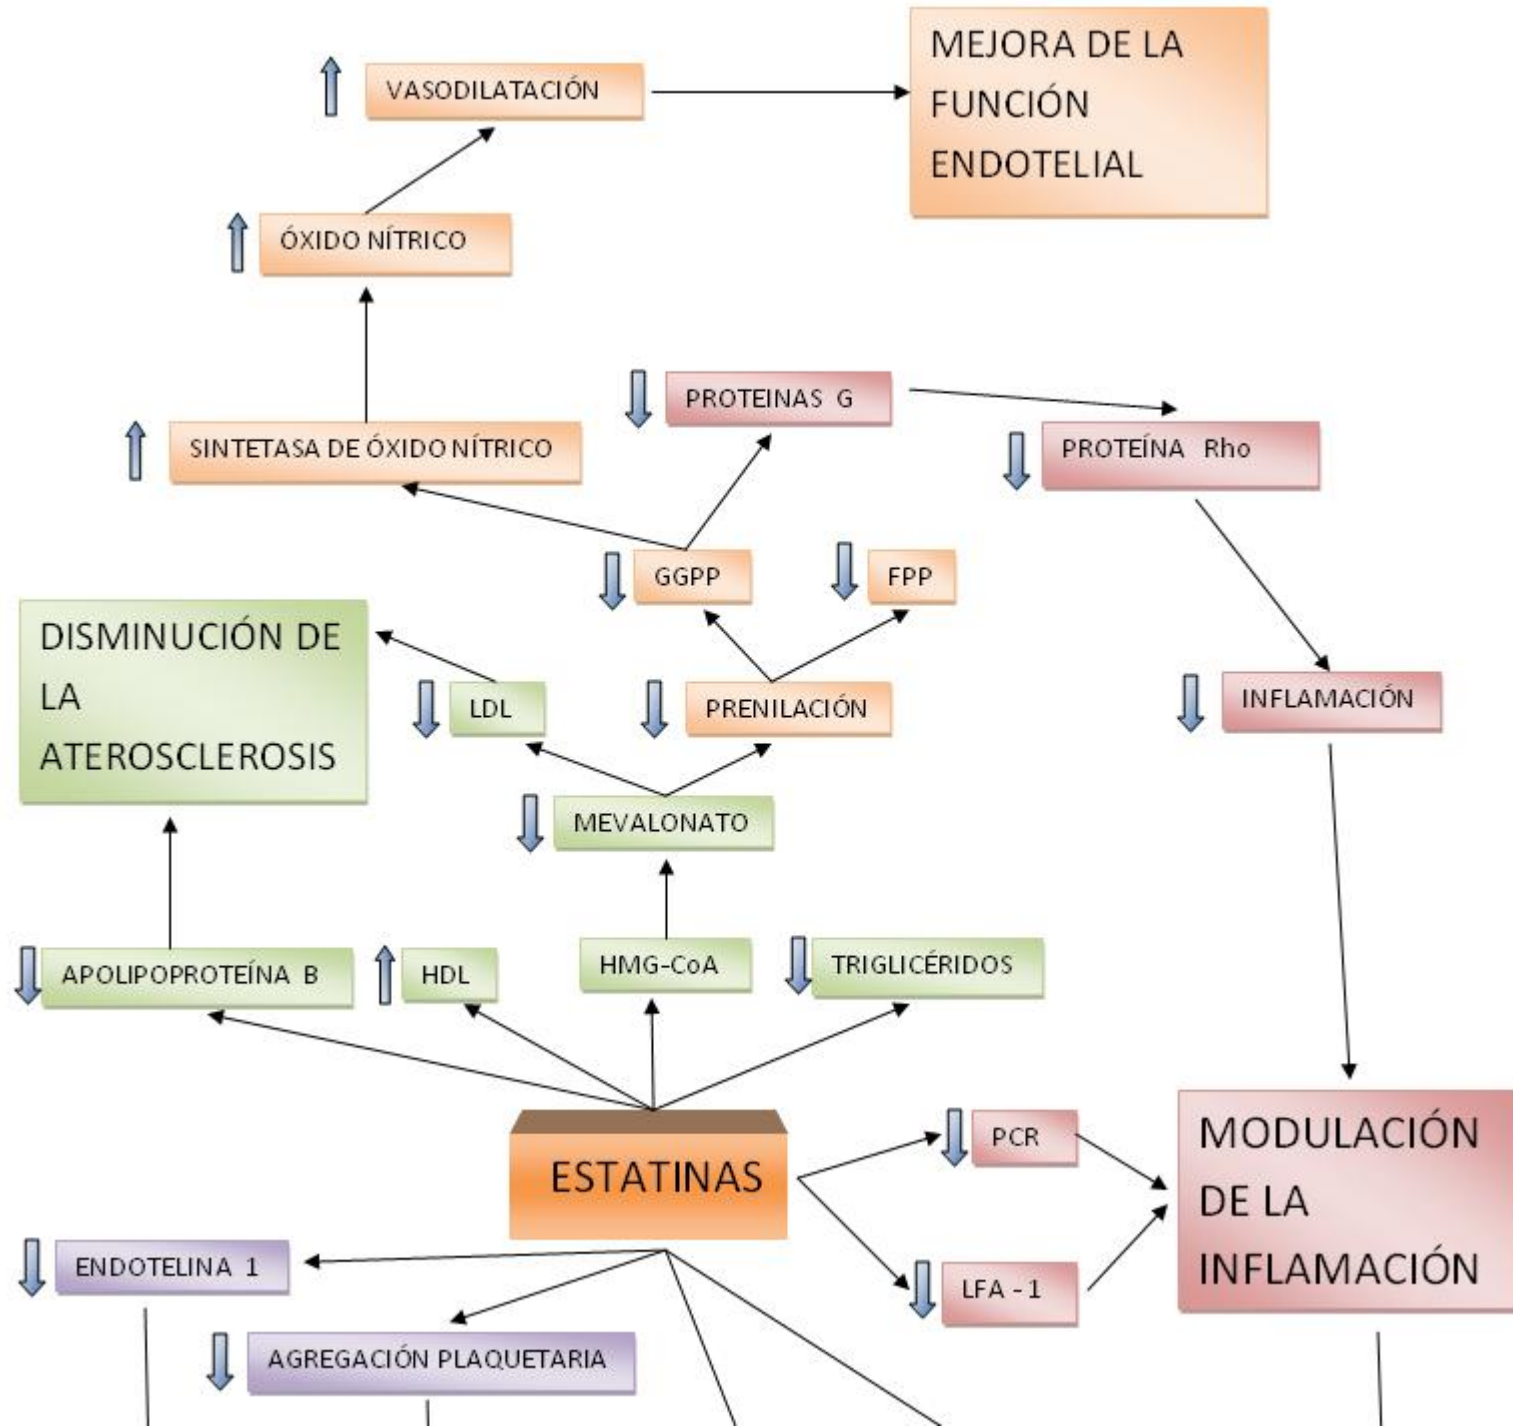 MEJORA DE LA
FUNCIÓN
ENDOTELIAL
VASODILATACIÓN
ÓXIDO NÍTRICO
PROTEINAS G
SINTETASA DE ÓXIDO NÍTRICO
PROTEÍNA Rho
GGPP
FPP
DISMINUCIÓN DE
LA
ATEROSCLEROSIS
LDL
PRENILACIÓN
INFLAMACIÓN
MEVALONATO
APOLIPOPROTEÍNA B
HDL
HMG-CoA
TRIGLICÉRIDOS
ESTATINAS
PCR
MODULACIÓN
DE LA
INFLAMACIÓN
ENDOTELINA 1
LFA - 1
AGREGACIÓN PLAQUETARIA